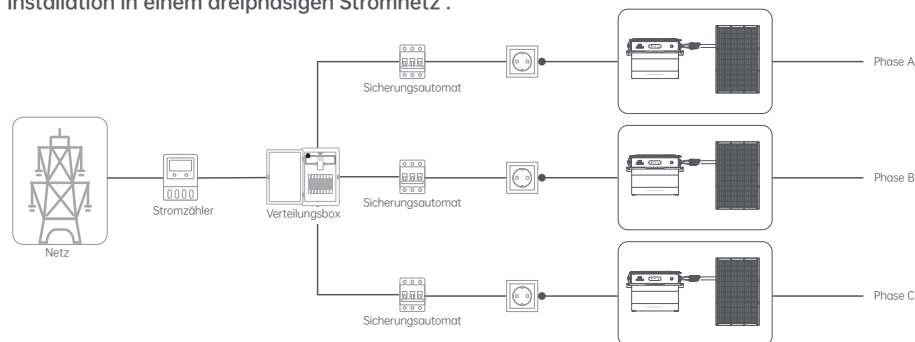 Installation in einem dreiphasigen Stromnetz :
Sicherungsautomat
Phase A
Netz
Stromzähler
Verteilungsbox
Sicherungsautomat
Phase B
Sicherungsautomat
Phase C